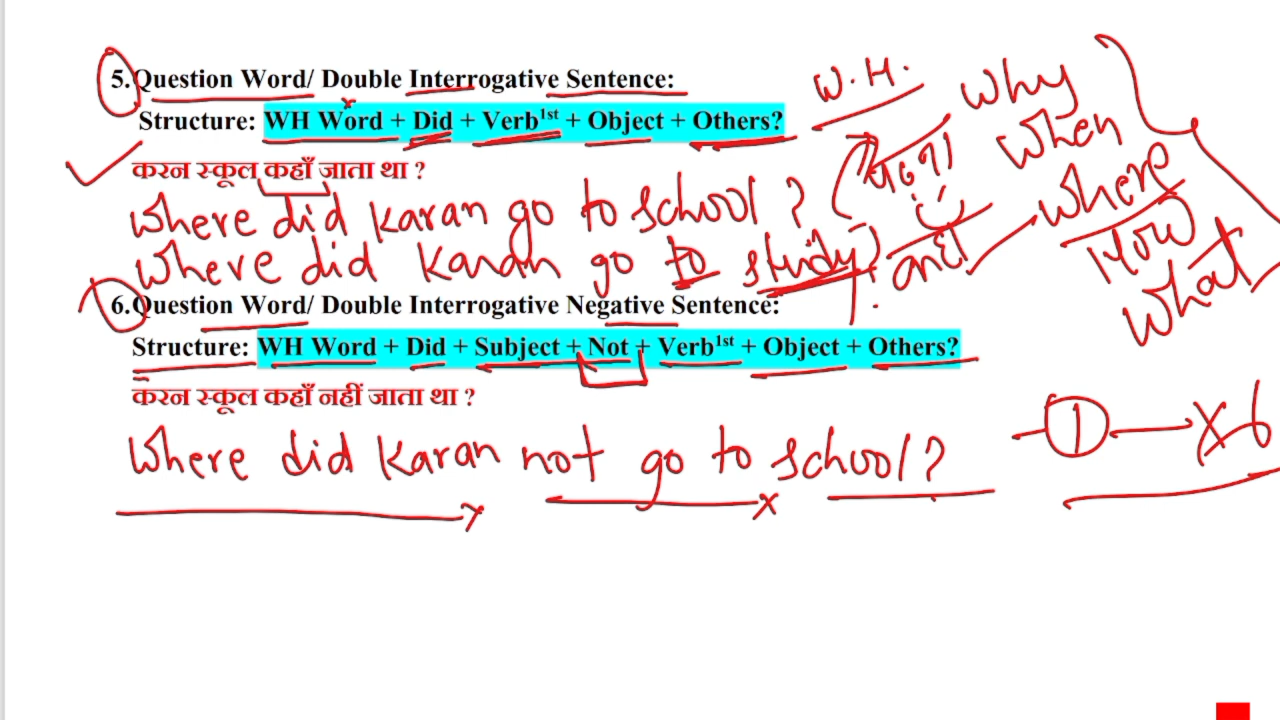 5.Question Word/ Double Interrogative Sentence:
Structure: WH Word + Did + Verb1st + Object + Others?
करन स्कूल कहाँ जाता था ?
Where did Karan go to school ?
Where did Karan go to study?
6.Question Word/ Double Interrogative Negative Sentence:
Structure: WH Word + Did + Subject + Not + Verb1st + Object + Others?
करन स्कूल कहाँ नहीं जाता था ?
Where did Karan not go to school?
W.H.
Why
When
Where
How
What
1
6